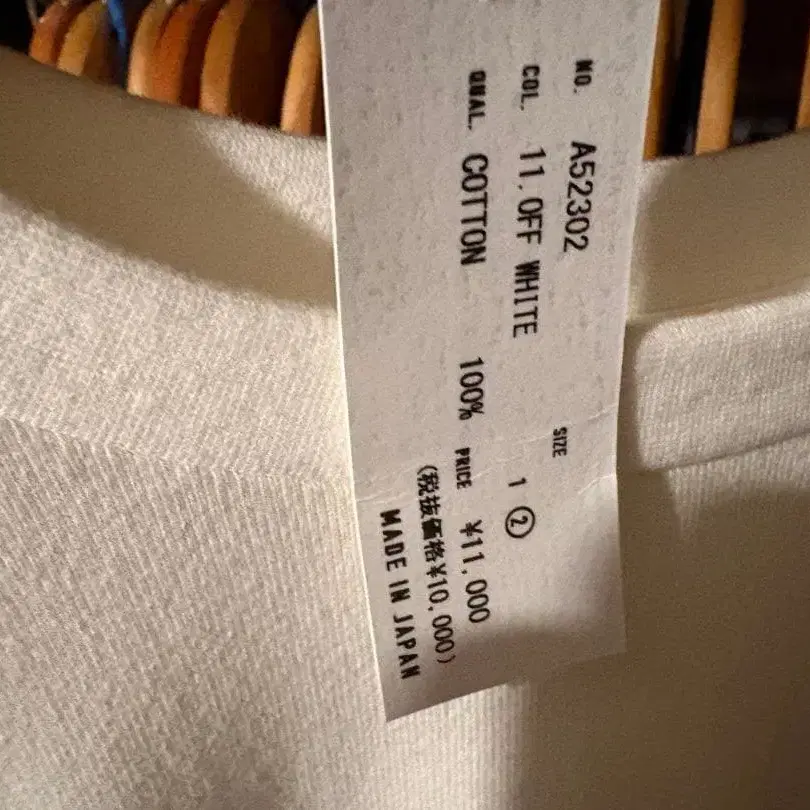 NO. A52302
COL. 11.OFF WHITE
SIZE
1 ②
QUAL. COTTON 100%
PRICE ¥11,000
(税抜価格¥10,000)
MADE IN JAPAN